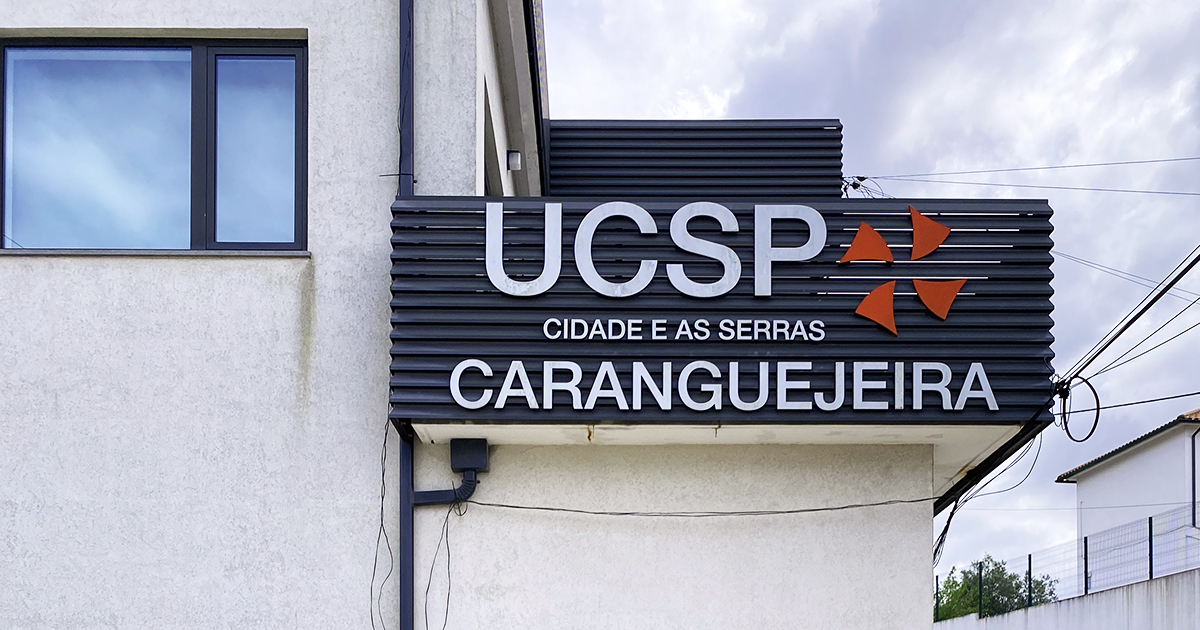 UCSP
CIDADE E AS SERRAS
CARANGUEJEIRA